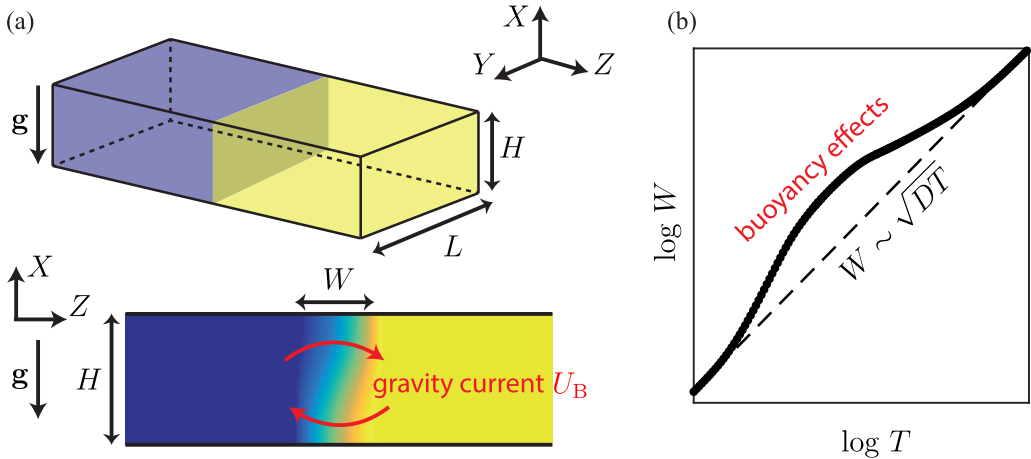 (a)
X
Y
Z
g
H
L
X
Z
W
g
H
gravity current U_B
(b)
log W
buoyancy effects
W ~ √DT
log T